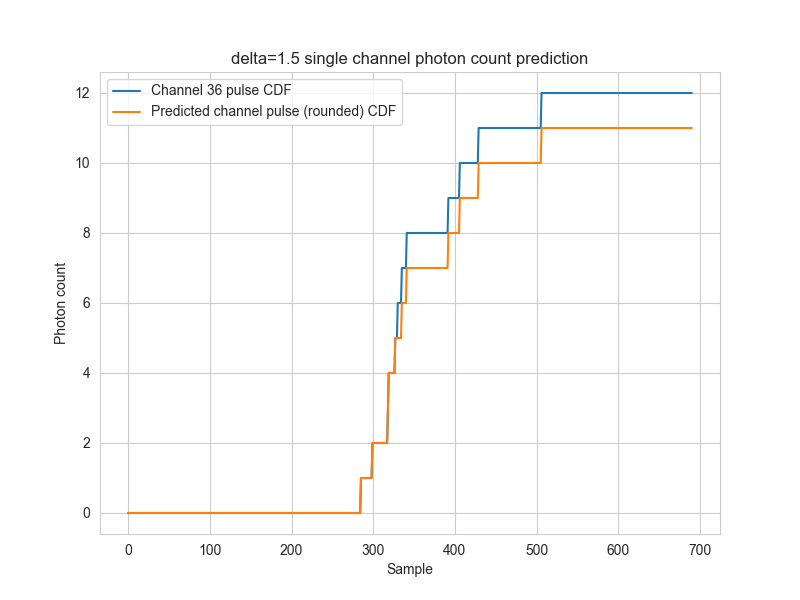 delta=1.5 single channel photon count prediction
Channel 36 pulse CDF
Predicted channel pulse (rounded) CDF
12
10
8
6
4
2
0
Photon count
0 100 200 300 400 500 600 700
Sample